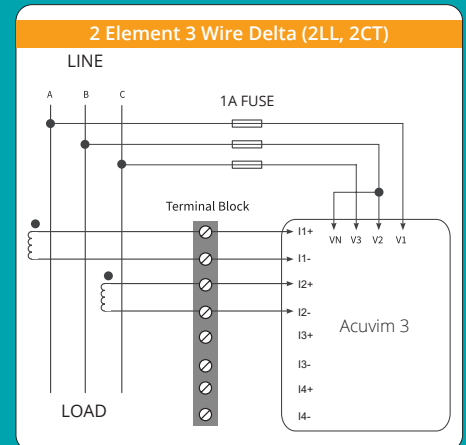 2 Element 3 Wire Delta (2LL, 2CT)
LINE
A B C
1A FUSE
Terminal Block
VN V3 V2 V1
I1+
I1-
I2+
I2-
I3+
I3-
I4+
I4-
Acuvim 3
LOAD